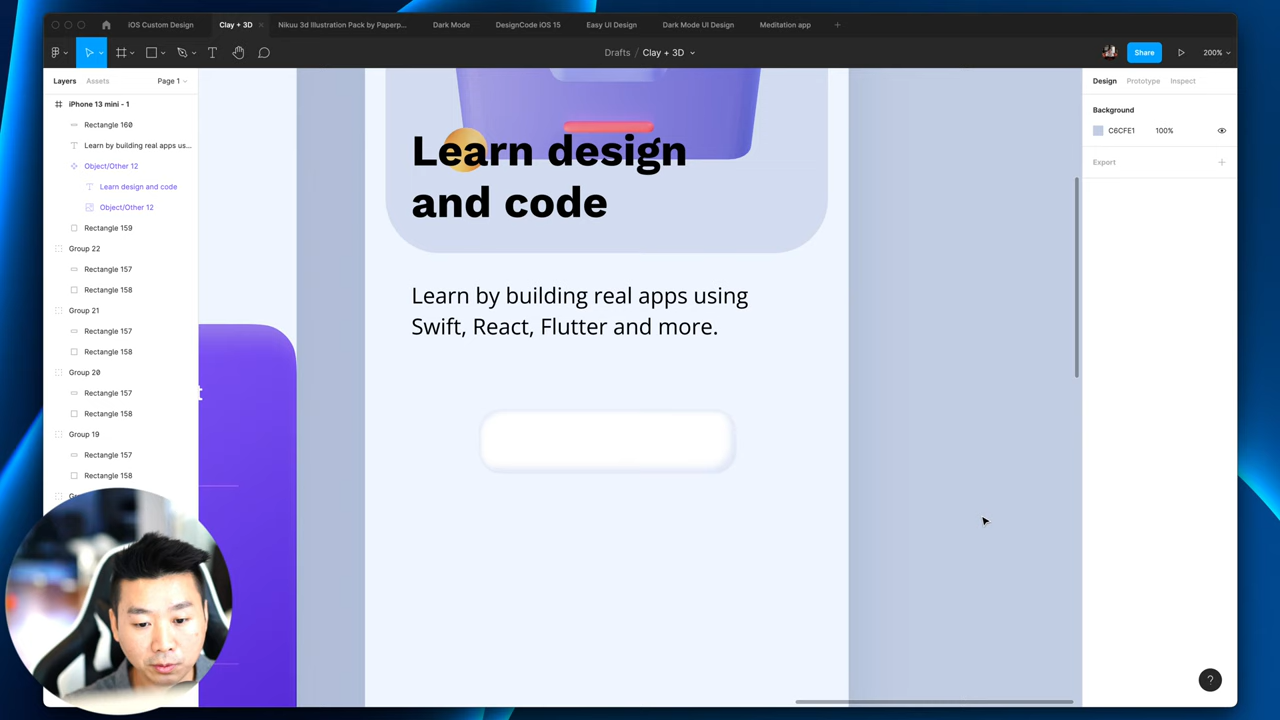 iOS Custom Design
Clay + 3D
Nikuu 3d Illustration Pack by Paperp...
Dark Mode
DesignCode iOS 15
Easy UI Design
Dark Mode UI Design
Meditation app
Drafts / Clay + 3D
Share
200%
Layers
Assets
Page 1
iPhone 13 mini - 1
Rectangle 160
Learn by building real apps us...
Object/Other 12
Learn design and code
Object/Other 12
Rectangle 159
Group 22
Rectangle 157
Rectangle 158
Group 21
Rectangle 157
Rectangle 158
Group 20
Rectangle 157
Rectangle 158
Group 19
Rectangle 157
Rectangle 158
Learn design
and code
Learn by building real apps using
Swift, React, Flutter and more.
Design
Prototype
Inspect
Background
C6CFE1
100%
Export
?